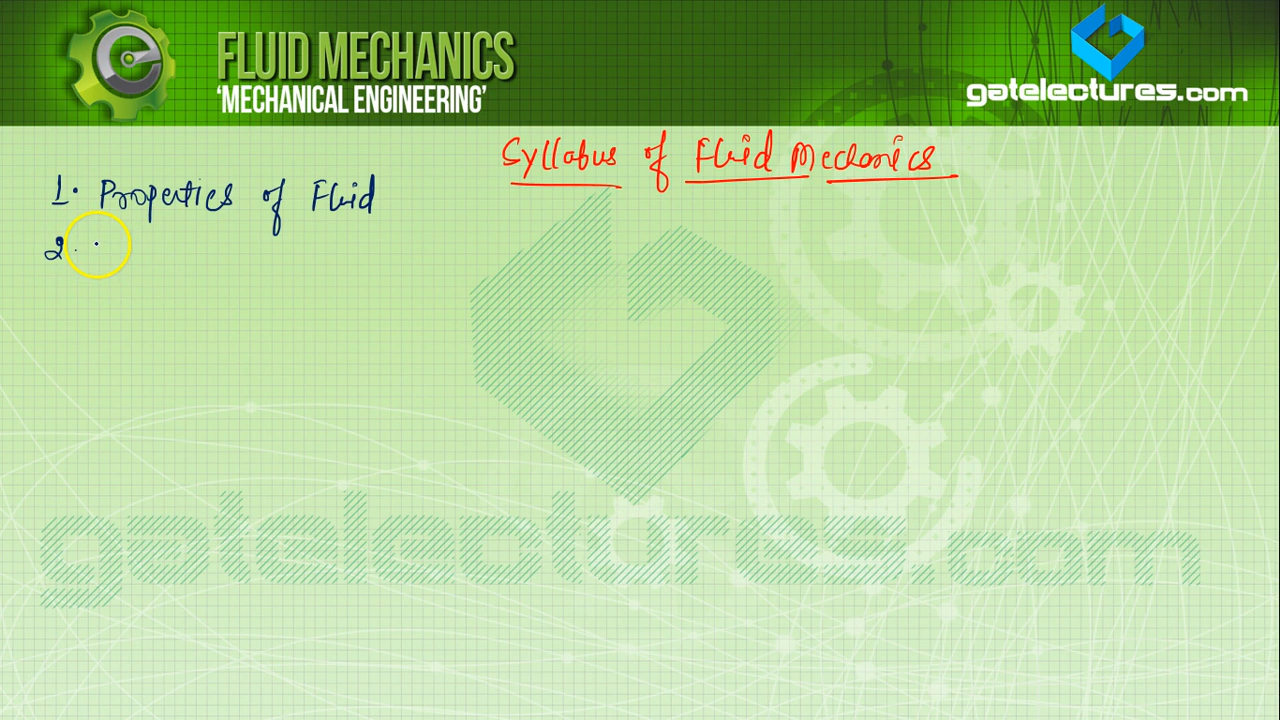 FLUID MECHANICS
'MECHANICAL ENGINEERING'
gatelectures.com
Syllabus of Fluid Mechanics
1. Properties of Fluid
2.
gatelectures.com